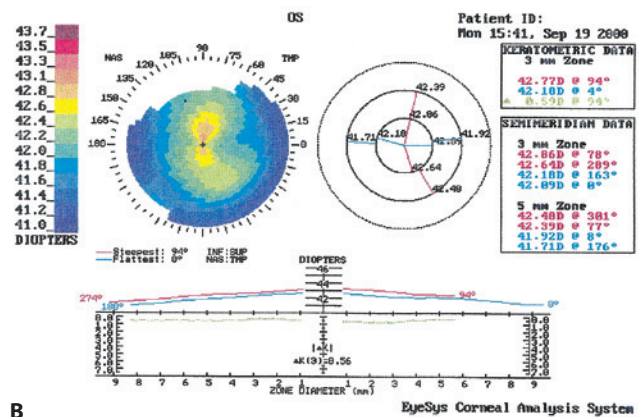 OS
Patient ID:
Mon 15:41, Sep 19 2000
43.7
43.5
43.3
43.1
42.8
42.6
42.4
42.2
42.0
41.8
41.6
41.4
41.2
41.0
DIOPTERS
NAS
TMP
90
105
75
120
60
135
45
150
30
165
15
180
0
42.39
42.86
41.71
42.18
42.09
41.92
42.64
42.48
KERATOMETRIC DATA
3 mm Zone
42.77D @ 94°
42.18D @ 4°
▲ 0.59D @ 94°
SEMIMERIDIAN DATA
3 mm Zone
42.86D @ 78°
42.64D @ 289°
42.18D @ 163°
42.09D @ 0°
5 mm Zone
42.48D @ 301°
42.39D @ 77°
41.92D @ 8°
41.71D @ 176°
Steepest: 94° INF:SUP
Flattest: 0° NAS:TMP
DIOPTERS
46
44
42
274°
180°
94°
0°
0.0
0.0
|▲K|
▲K(3)=0.56
9 8 7 6 5 4 3 2 1 1 2 3 4 5 6 7 8 9
ZONE DIAMETER (mm)
B
EyeSys Corneal Analysis System